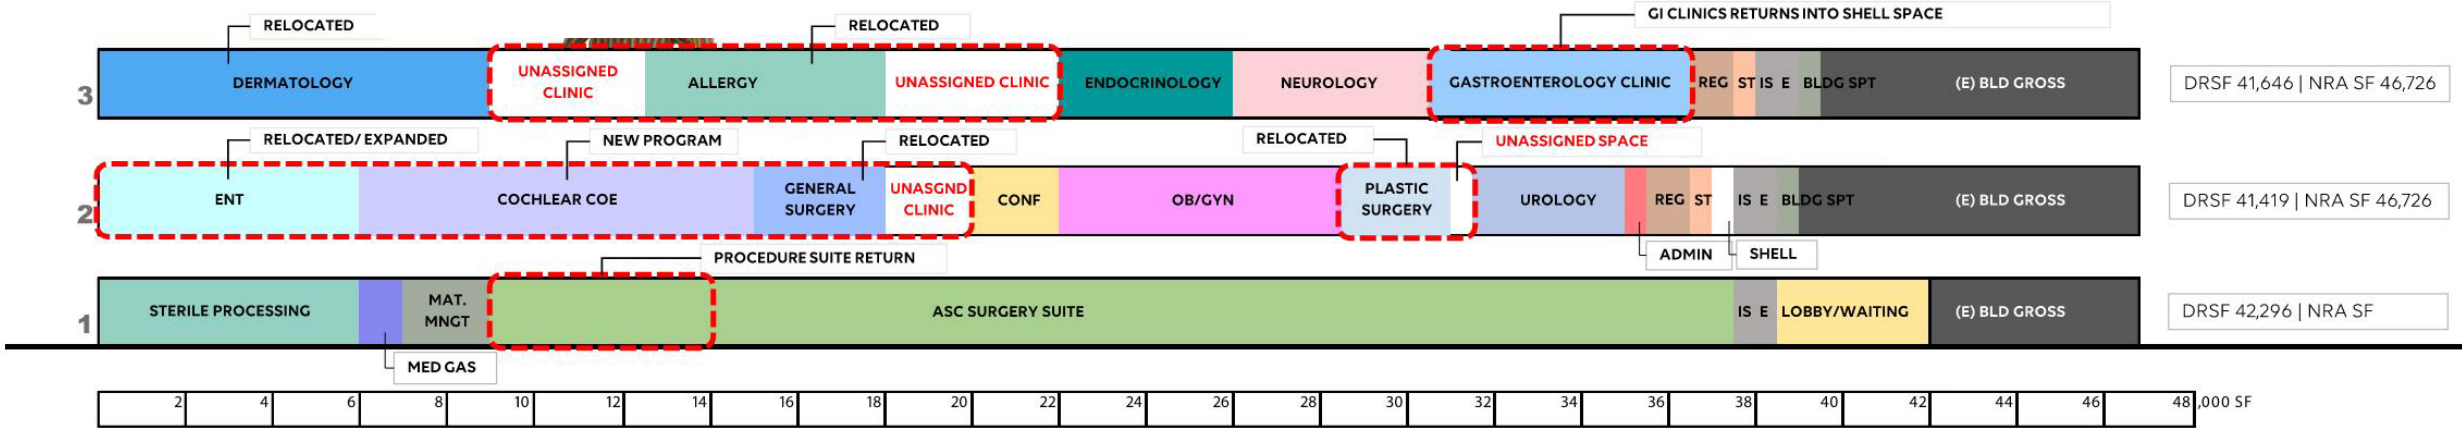 GI CLINICS RETURNS INTO SHELL SPACE
RELOCATED
RELOCATED
3
DERMATOLOGY
UNASSIGNED
CLINIC
ALLERGY
UNASSIGNED CLINIC
ENDOCRINOLOGY
NEUROLOGY
GASTROENTEROLOGY CLINIC
REG
ST
IS
E
BLDG SPT
(E) BLD GROSS
DRSF 41,646 | NRA SF 46,726
RELOCATED/ EXPANDED
NEW PROGRAM
RELOCATED
RELOCATED
UNASSIGNED SPACE
2
ENT
COCHLEAR COE
GENERAL
SURGERY
UNASGND
CLINIC
CONF
OB/GYN
PLASTIC
SURGERY
UROLOGY
REG
ST
IS
E
BLDG SPT
(E) BLD GROSS
DRSF 41,419 | NRA SF 46,726
ADMIN
SHELL
PROCEDURE SUITE RETURN
1
STERILE PROCESSING
MAT.
MNGT
ASC SURGERY SUITE
IS
E
LOBBY/WAITING
(E) BLD GROSS
DRSF 42,296 | NRA SF
MED GAS
2 4 6 8 10 12 14 16 18 20 22 24 26 28 30 32 34 36 38 40 42 44 46 48 ,000 SF